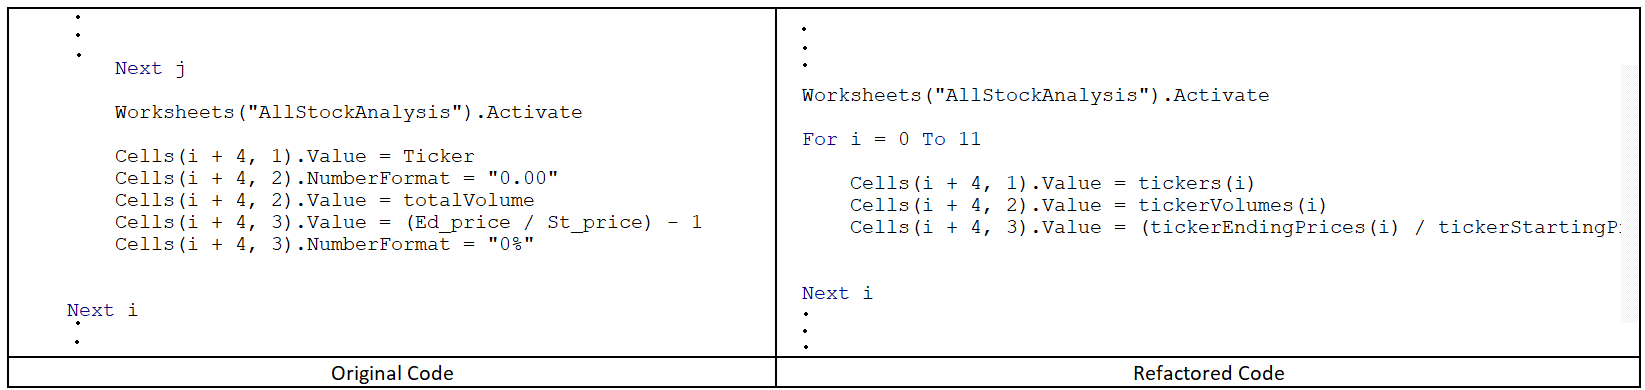 Next j
Worksheets("AllStockAnalysis").Activate
Cells(i + 4, 1).Value = Ticker
Cells(i + 4, 2).NumberFormat = "0.00"
Cells(i + 4, 2).Value = totalVolume
Cells(i + 4, 3).Value = (Ed_price / St_price) - 1
Cells(i + 4, 3).NumberFormat = "0%"
Next i
Original Code
Worksheets("AllStockAnalysis").Activate
For i = 0 To 11
Cells(i + 4, 1).Value = tickers(i)
Cells(i + 4, 2).Value = tickerVolumes(i)
Cells(i + 4, 3).Value = (tickerEndingPrices(i) / tickerStartingP
Next i
Refactored Code